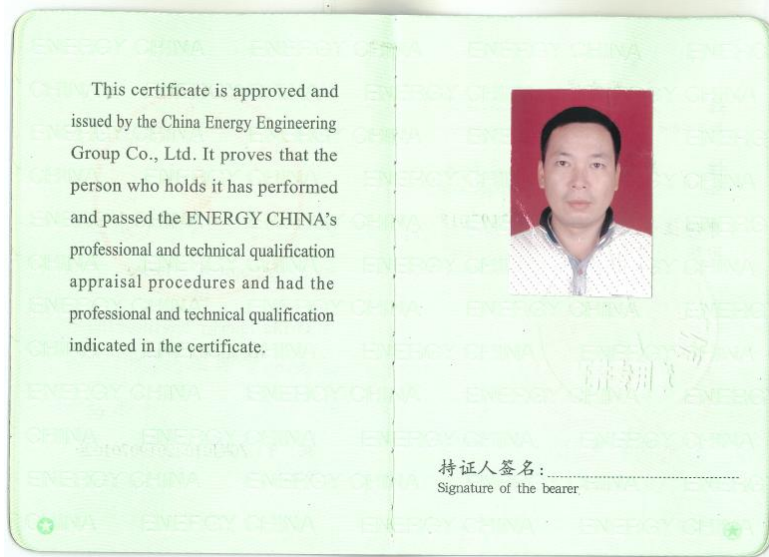 This certificate is approved and
issued by the China Energy Engineering
Group Co., Ltd. It proves that the
person who holds it has performed
and passed the ENERGY CHINA's
professional and technical qualification
appraisal procedures and had the
professional and technical qualification
indicated in the certificate.
持证人签名:
Signature of the bearer